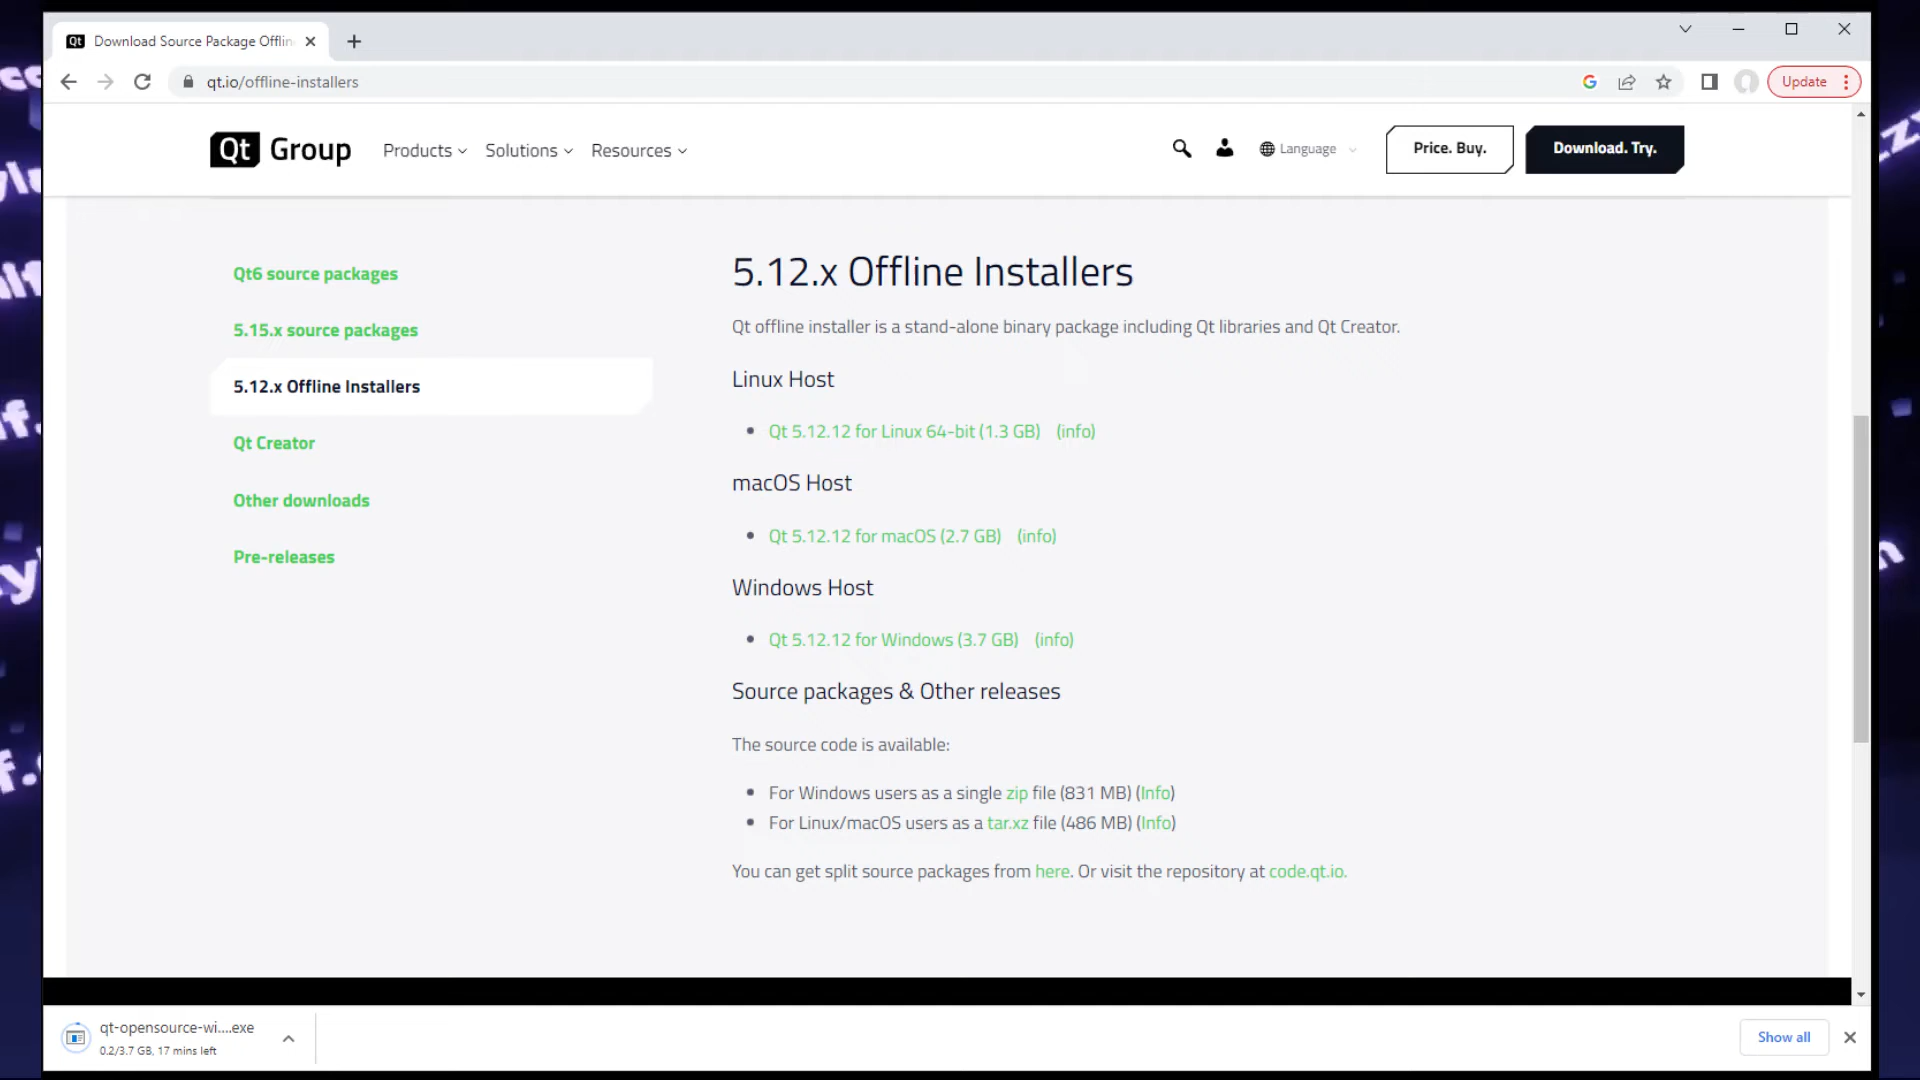 Qt Download Source Package Offlin
qt.io/offline-installers
Update
Qt Group
Products
Solutions
Resources
Language
Price. Buy.
Download. Try.
Qt6 source packages
5.15.x source packages
5.12.x Offline Installers
Qt Creator
Other downloads
Pre-releases
5.12.x Offline Installers
Qt offline installer is a stand-alone binary package including Qt libraries and Qt Creator.
Linux Host
Qt 5.12.12 for Linux 64-bit (1.3 GB) (info)
macOS Host
Qt 5.12.12 for macOS (2.7 GB) (info)
Windows Host
Qt 5.12.12 for Windows (3.7 GB) (info)
Source packages & Other releases
The source code is available:
For Windows users as a single zip file (831 MB) (Info)
For Linux/macOS users as a tar.xz file (486 MB) (Info)
You can get split source packages from here. Or visit the repository at code.qt.io.
qt-opensource-wi....exe
0.2/3.7 GB, 17 mins left
Show all